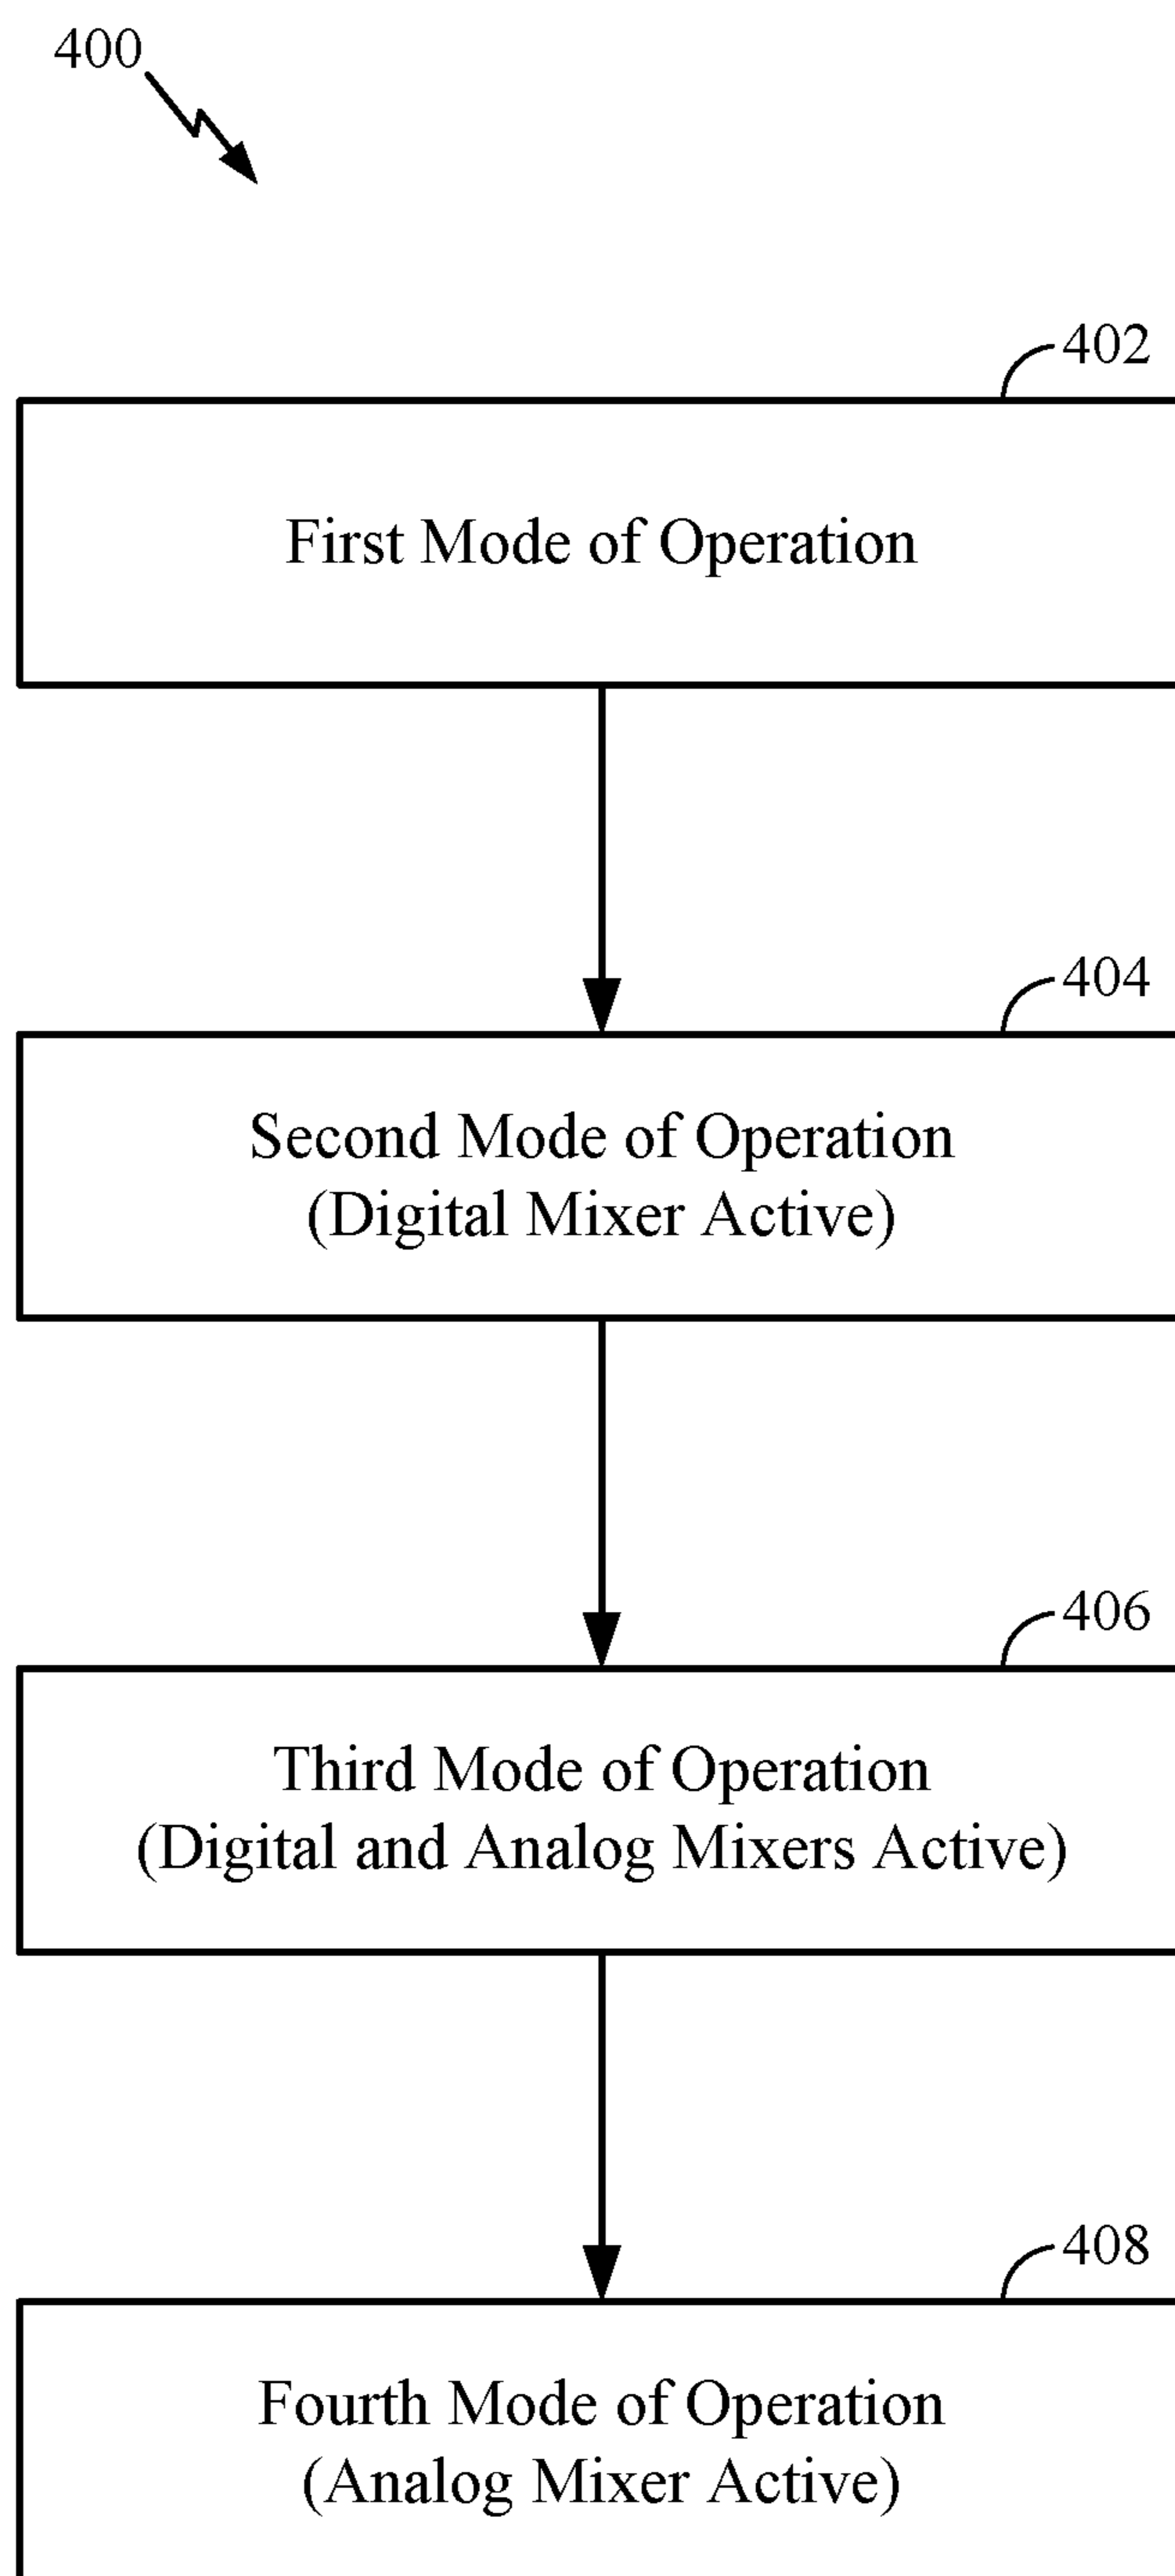 400
402
First Mode of Operation
404
Second Mode of Operation
(Digital Mixer Active)
406
Third Mode of Operation
(Digital and Analog Mixers Active)
408
Fourth Mode of Operation
(Analog Mixer Active)